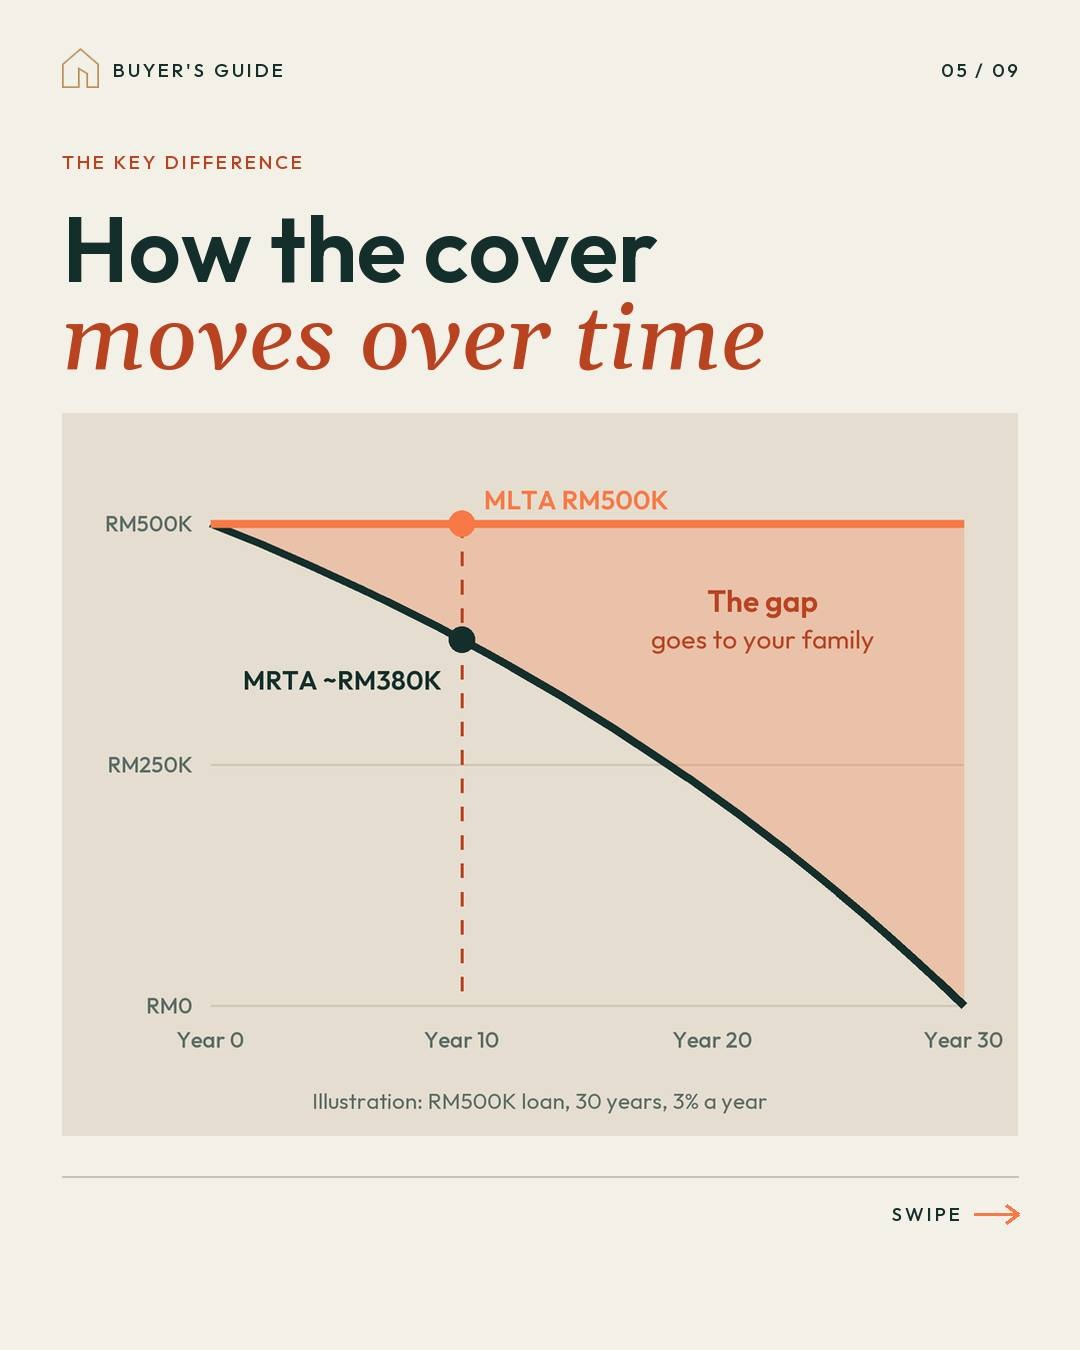 BUYER'S GUIDE
05 / 09
THE KEY DIFFERENCE
How the cover
moves over time
MLTA RM500K
RM500K
The gap
goes to your family
MRTA ~RM380K
RM250K
RM0
Year 0
Year 10
Year 20
Year 30
Illustration: RM500K loan, 30 years, 3% a year
SWIPE